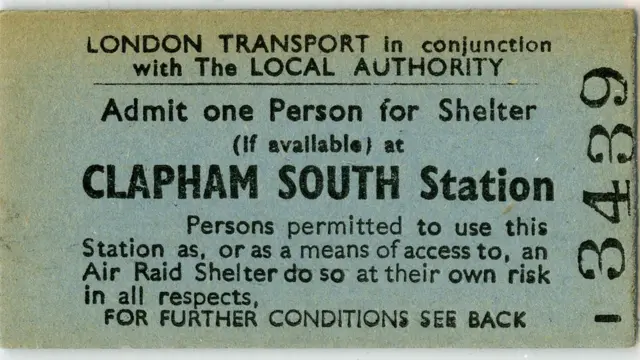 LONDON TRANSPORT in conjunction
with The LOCAL AUTHORITY
Admit one Person for Shelter
(if available) at
CLAPHAM SOUTH Station
Persons permitted to use this
Station as, or as a means of access to, an
Air Raid Shelter do so at their own risk
in all respects,
FOR FURTHER CONDITIONS SEE BACK
3439